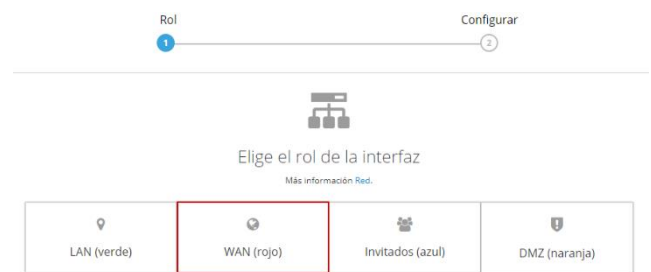 Rol Configurar
1 2
Elige el rol de la interfaz
Más información Red.
LAN (verde) WAN (rojo) Invitados (azul) DMZ (naranja)